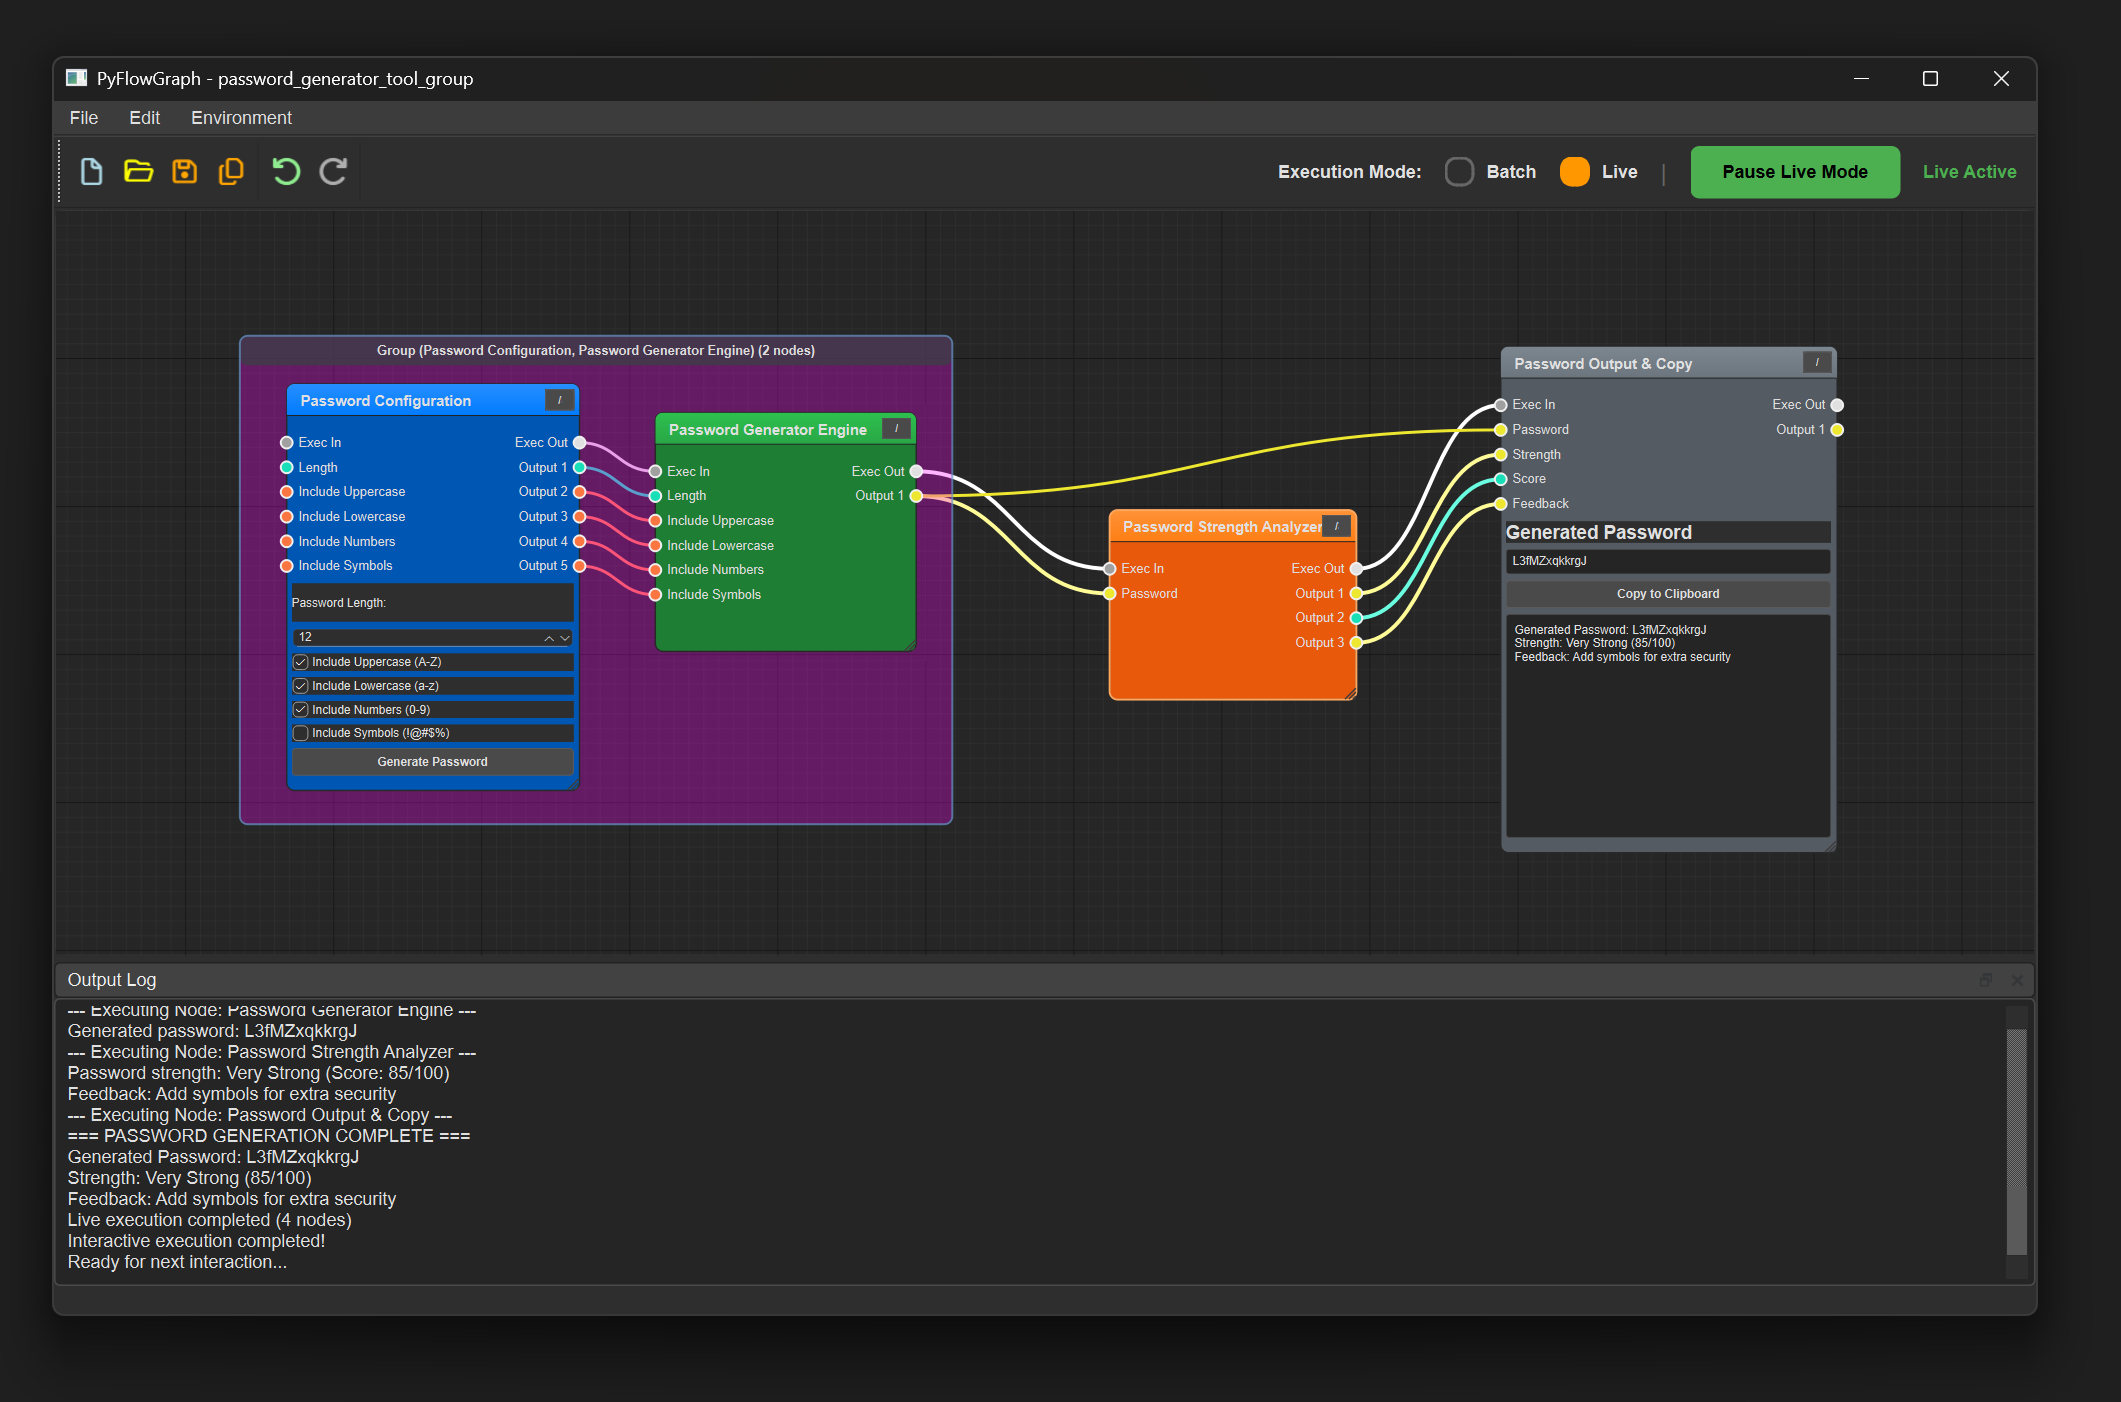 PyFlowGraph - password_generator_tool_group
File Edit Environment
Execution Mode: Batch Live | Pause Live Mode Live Active
Group (Password Configuration, Password Generator Engine) (2 nodes)
Password Configuration /
Exec In Exec Out
Length Output 1
Include Uppercase Output 2
Include Lowercase Output 3
Include Numbers Output 4
Include Symbols Output 5
Password Length:
12
Include Uppercase (A-Z)
Include Lowercase (a-z)
Include Numbers (0-9)
Include Symbols (!@#$%)
Generate Password
Password Generator Engine /
Exec In Exec Out
Length Output 1
Include Uppercase
Include Lowercase
Include Numbers
Include Symbols
Password Strength Analyzer /
Exec In Exec Out
Password Output 1
Output 2
Output 3
Password Output & Copy /
Exec In Exec Out
Password Output 1
Strength
Score
Feedback
Generated Password
L3fMZxqkkrgJ
Copy to Clipboard
Generated Password: L3fMZxqkkrgJ
Strength: Very Strong (85/100)
Feedback: Add symbols for extra security
Output Log
--- Executing Node: Password Generator Engine ---
Generated password: L3fMZxqkkrgJ
--- Executing Node: Password Strength Analyzer ---
Password strength: Very Strong (Score: 85/100)
Feedback: Add symbols for extra security
--- Executing Node: Password Output & Copy ---
=== PASSWORD GENERATION COMPLETE ===
Generated Password: L3fMZxqkkrgJ
Strength: Very Strong (85/100)
Feedback: Add symbols for extra security
Live execution completed (4 nodes)
Interactive execution completed!
Ready for next interaction...